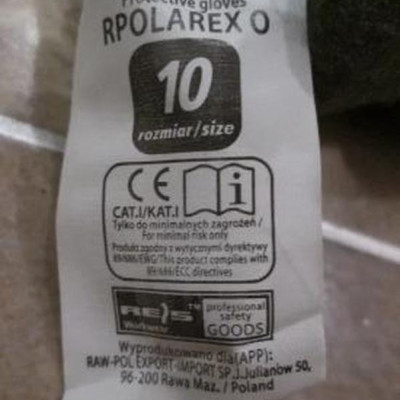 Protective gloves
RPOLAREX O
10
rozmiar/size
CE i
CAT.I/KAT.I
Tylko do minimalnych zagrożeń/
For minimal risk only
Produkt zgodny z wytycznymi dyrektywy
89/686/EWG/This product complies with
89/686/ECC directives
REIS™ professional
Workwear safety
GOODS
Wyprodukowano dla(APP):
RAW-POL EXPORT-IMPORT SP.J.Julianów 50,
96-200 Rawa Maz. / Poland